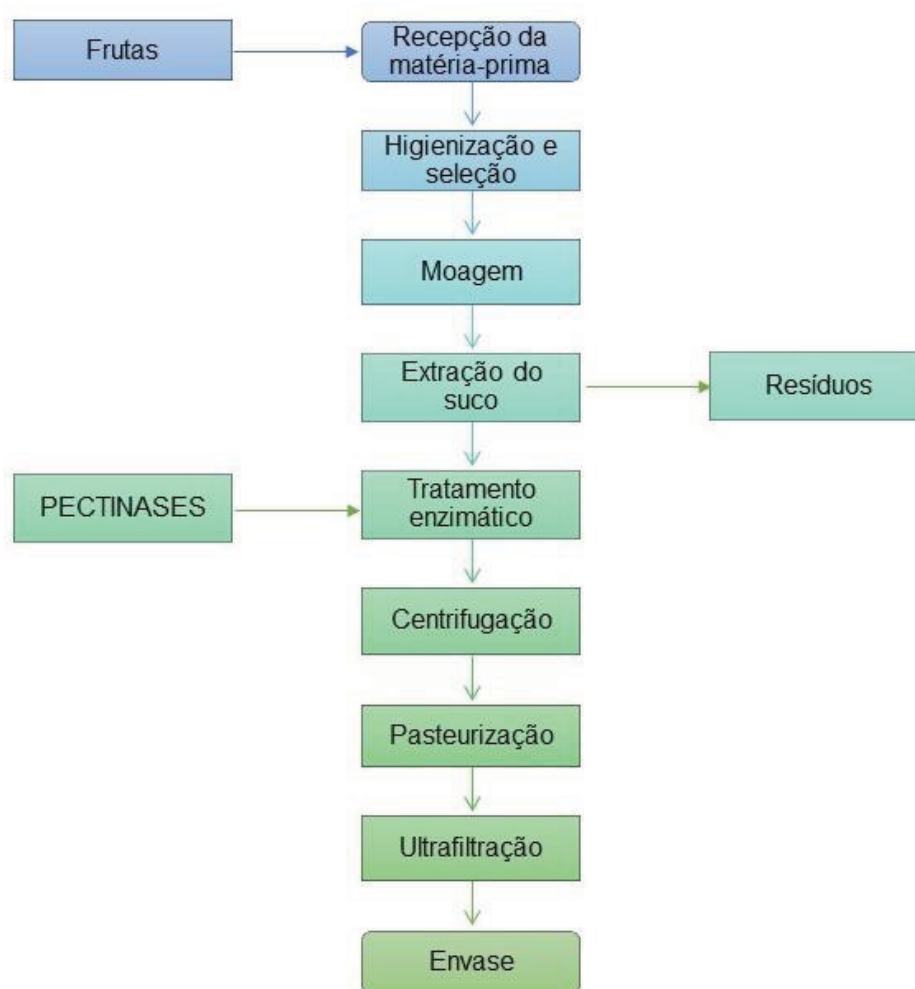 Frutas
Recepção da
matéria-prima
Higienização e
seleção
Moagem
Extração do
suco
Resíduos
PECTINASES
Tratamento
enzimático
Centrifugação
Pasteurização
Ultrafiltração
Envase